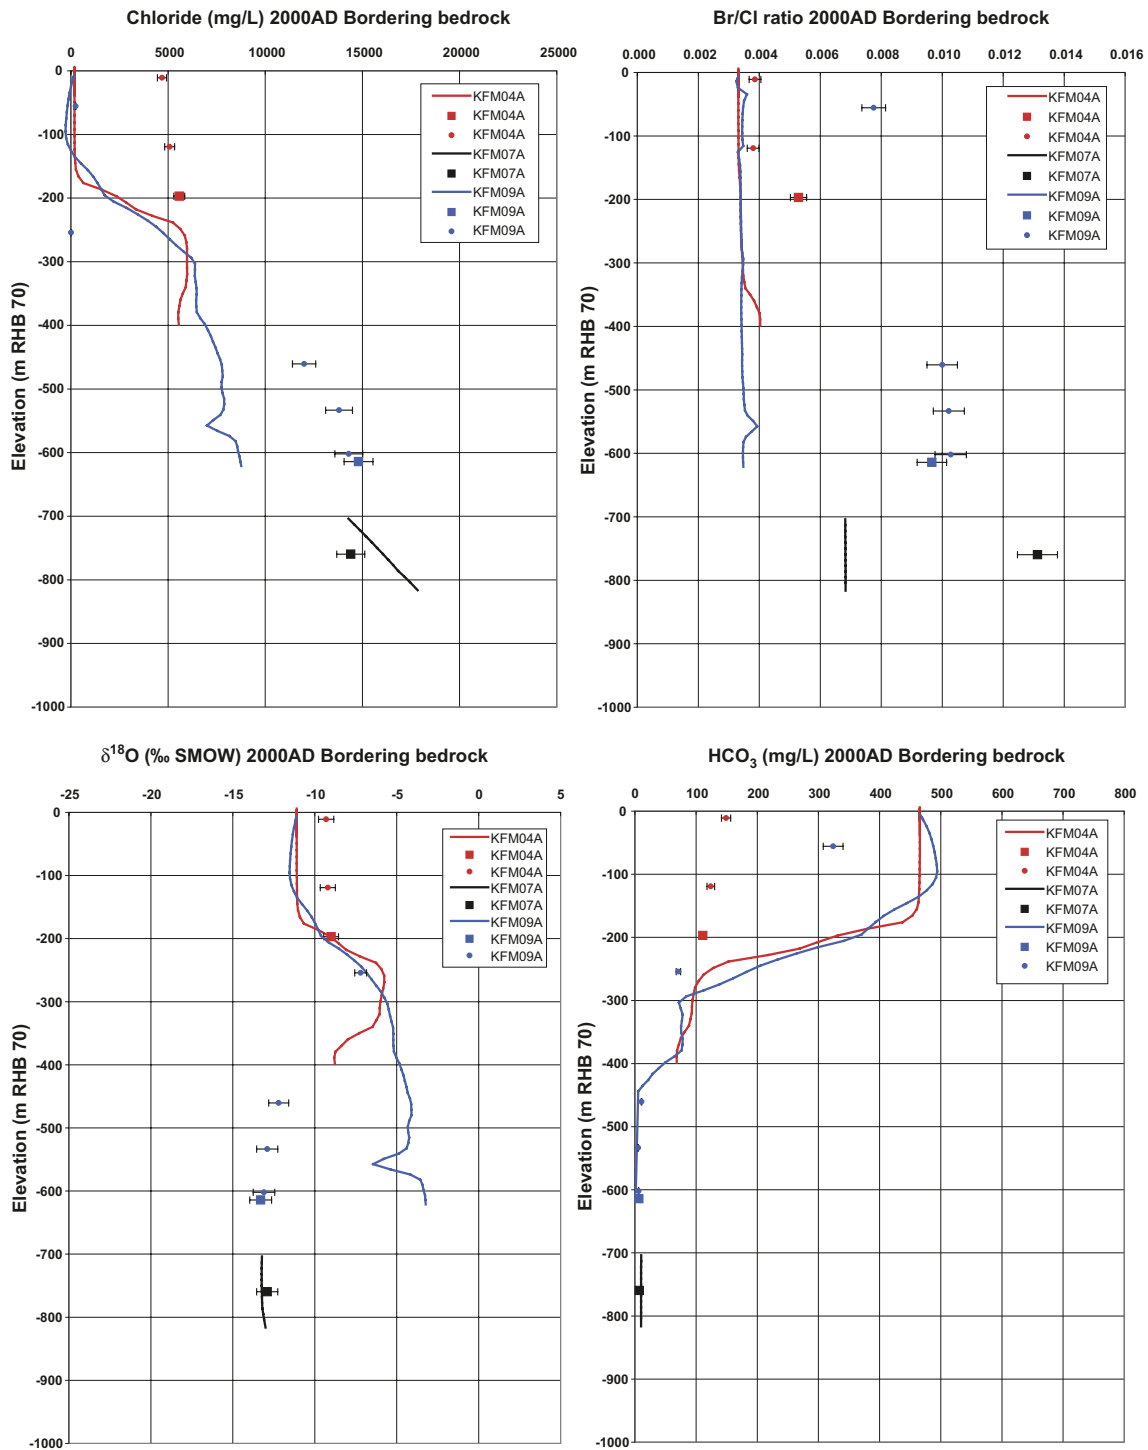 Chloride (mg/L) 2000AD Bordering bedrock
0 5000 10000 15000 20000 25000
0
-100
-200
-300
-400
-500
-600
-700
-800
-900
-1000
Elevation (m RHB 70)
KFM04A
KFM04A
KFM04A
KFM07A
KFM07A
KFM09A
KFM09A
KFM09A
Br/Cl ratio 2000AD Bordering bedrock
0.000 0.002 0.004 0.006 0.008 0.010 0.012 0.014 0.016
0
-100
-200
-300
-400
-500
-600
-700
-800
-900
-1000
Elevation (m RHB 70)
KFM04A
KFM04A
KFM04A
KFM07A
KFM07A
KFM09A
KFM09A
KFM09A
δ¹⁸O (‰ SMOW) 2000AD Bordering bedrock
-25 -20 -15 -10 -5 0 5
0
-100
-200
-300
-400
-500
-600
-700
-800
-900
-1000
Elevation (m RHB 70)
KFM04A
KFM04A
KFM04A
KFM07A
KFM07A
KFM09A
KFM09A
KFM09A
HCO₃ (mg/L) 2000AD Bordering bedrock
0 100 200 300 400 500 600 700 800
0
-100
-200
-300
-400
-500
-600
-700
-800
-900
-1000
Elevation (m RHB 70)
KFM04A
KFM04A
KFM04A
KFM07A
KFM07A
KFM09A
KFM09A
KFM09A